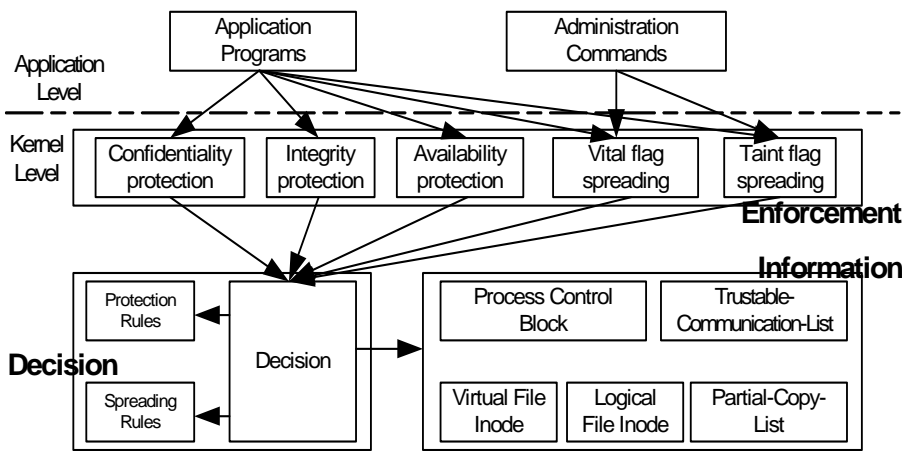 Application
Programs
Administration
Commands
Application
Level
Kernel
Level
Confidentiality
protection
Integrity
protection
Availability
protection
Vital flag
spreading
Taint flag
spreading
Enforcement
Information
Protection
Rules
Decision
Spreading
Rules
Decision
Process Control
Block
Trustable-
Communication-List
Virtual File
Inode
Logical
File Inode
Partial-Copy-
List